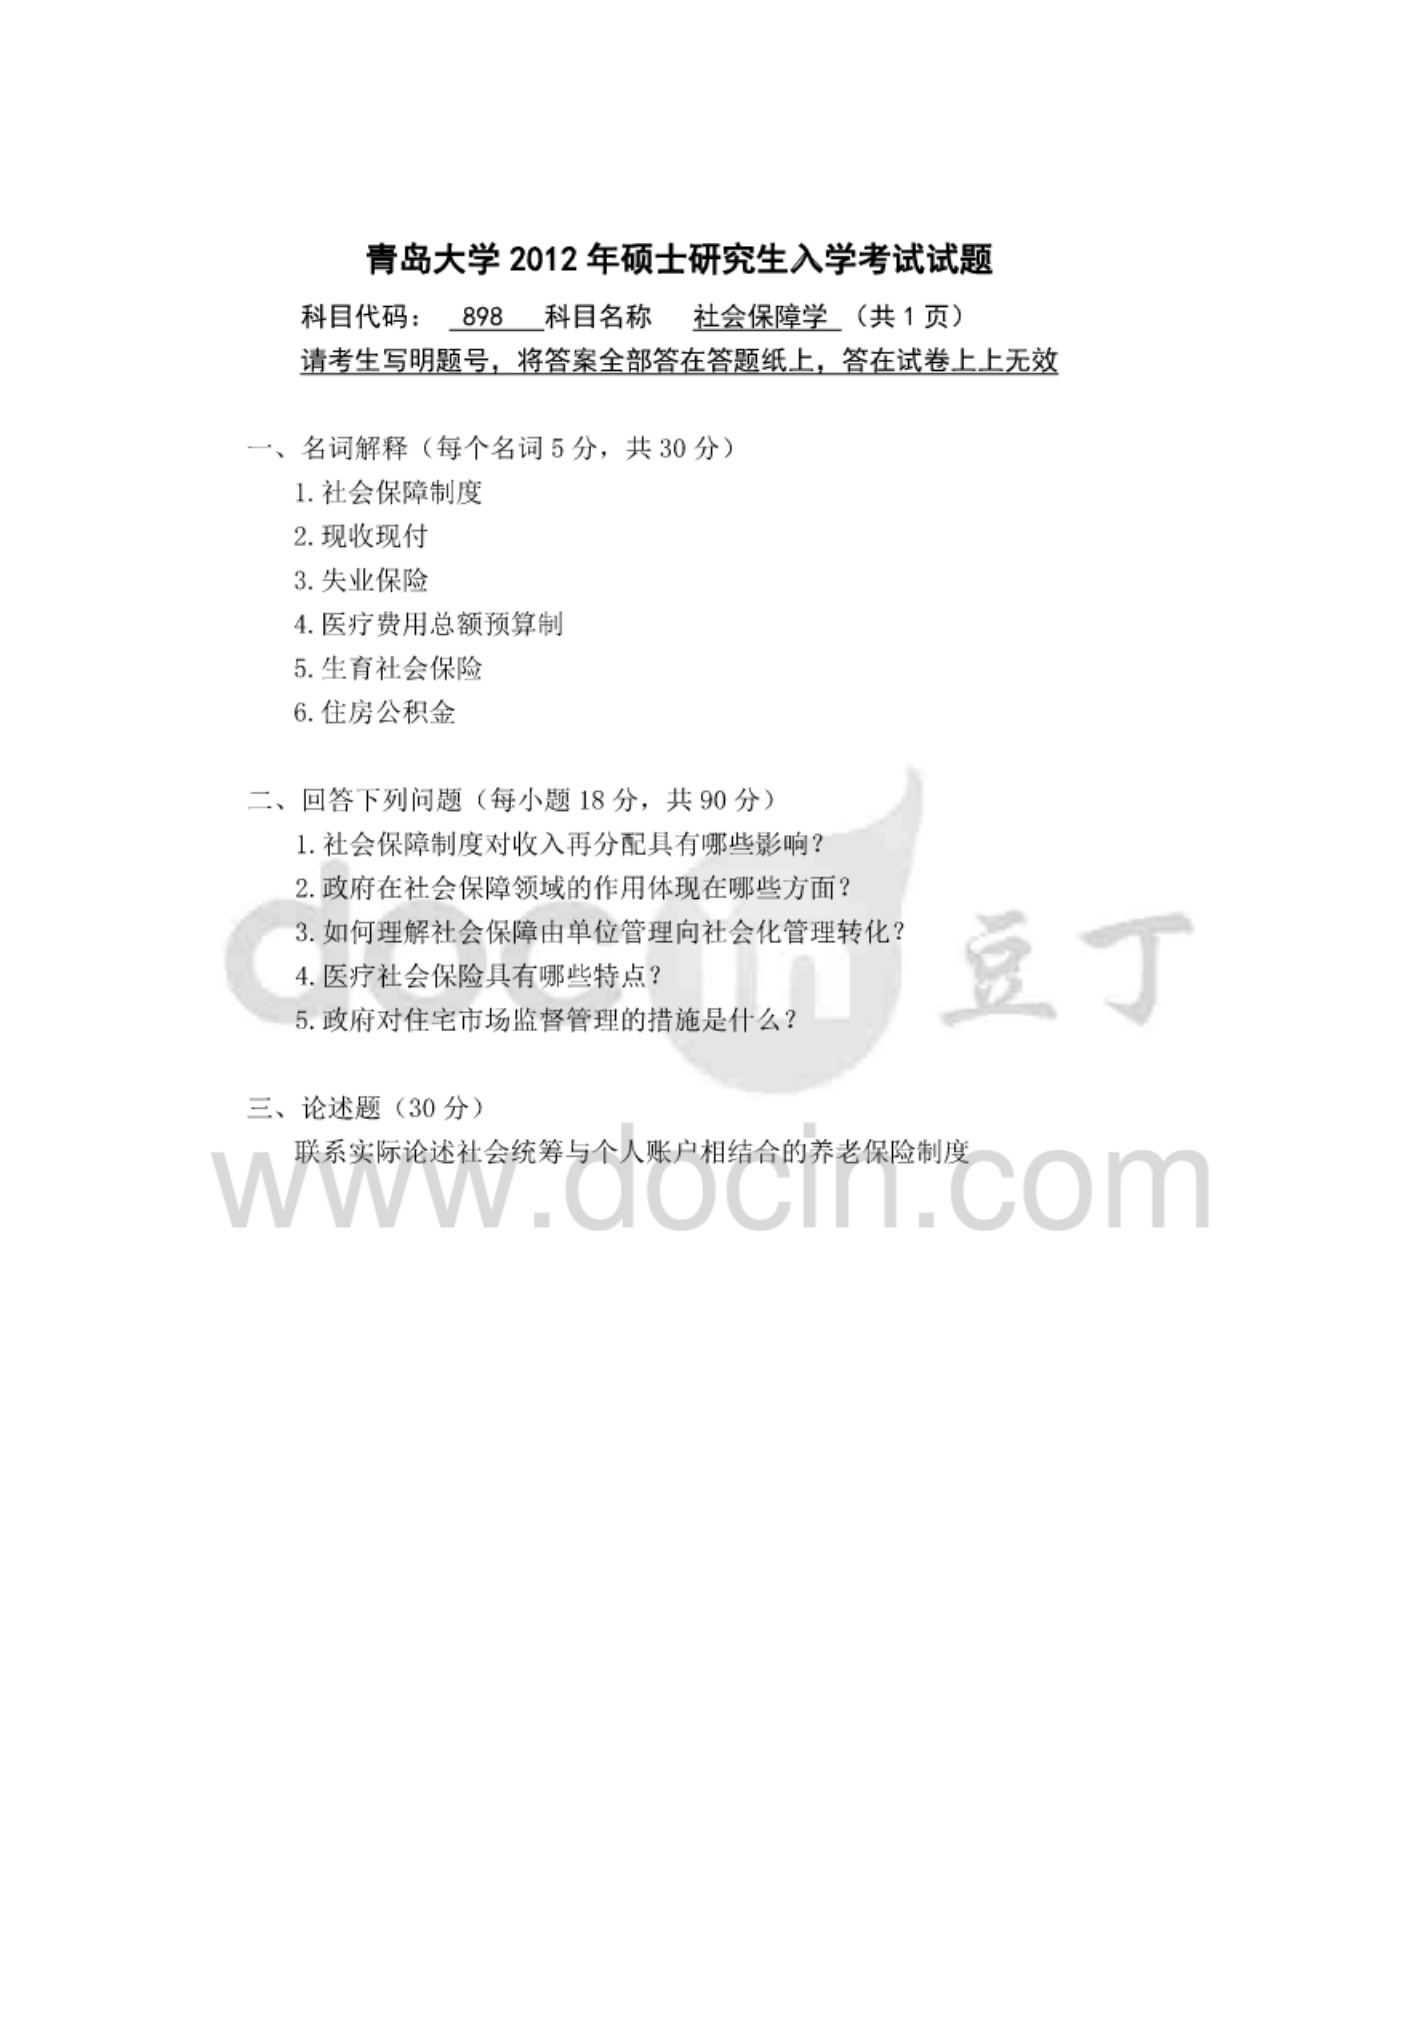 青岛大学 2012 年硕士研究生入学考试试题
科目代码： 898 科目名称 社会保障学 （共 1 页）
请考生写明题号，将答案全部答在答题纸上，答在试卷上上无效
一、名词解释（每个名词 5 分，共 30 分）
1.社会保障制度
2.现收现付
3.失业保险
4.医疗费用总额预算制
5.生育社会保险
6.住房公积金
二、回答下列问题（每小题 18 分，共 90 分）
1.社会保障制度对收入再分配具有哪些影响？
2.政府在社会保障领域的作用体现在哪些方面？
3.如何理解社会保障由单位管理向社会化管理转化？
4.医疗社会保险具有哪些特点？
5.政府对住宅市场监督管理的措施是什么？
docin 豆丁
三、论述题（30 分）
联系实际论述社会统筹与个人账户相结合的养老保险制度
www.docin.com